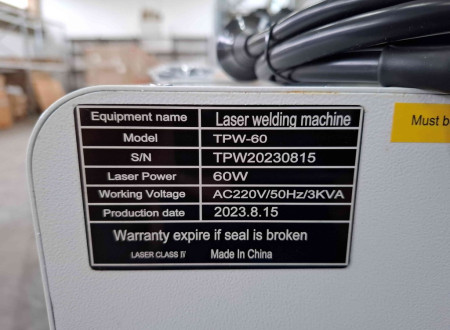 Equipment name Laser welding machine
Model TPW-60
S/N TPW20230815
Laser Power 60W
Working Voltage AC220V/50Hz/3KVA
Production date 2023.8.15
Warranty expire if seal is broken
LASER CLASS IV Made In China
Must b